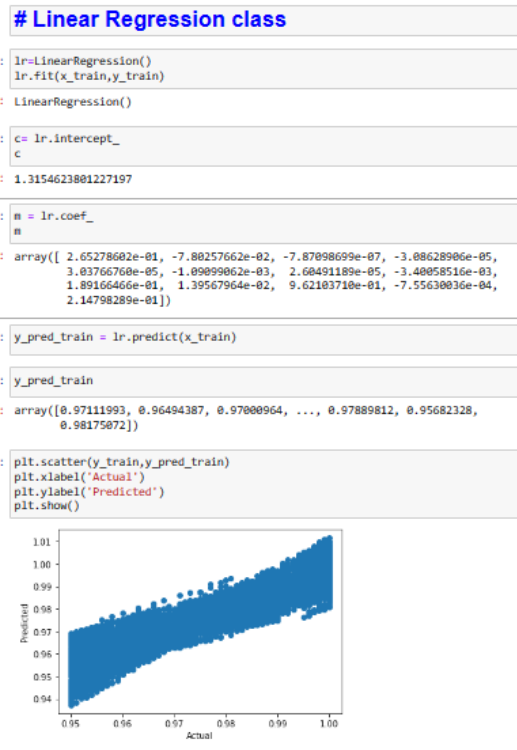 # Linear Regression class
: lr=LinearRegression()
lr.fit(x_train,y_train)
: LinearRegression()
: c= lr.intercept_
c
: 1.3154623801227197
: m = lr.coef_
m
: array([ 2.65278602e-01, -7.80257662e-02, -7.87098699e-07, -3.08628906e-05,
3.03766760e-05, -1.09099062e-03, 2.60491189e-05, -3.40058516e-03,
1.89166466e-01, 1.39567964e-02, 9.62103710e-01, -7.55630036e-04,
2.14798289e-01])
: y_pred_train = lr.predict(x_train)
: y_pred_train
: array([0.97111993, 0.96494387, 0.97000964, ..., 0.97889812, 0.95682328,
0.98175072])
: plt.scatter(y_train,y_pred_train)
plt.xlabel('Actual')
plt.ylabel('Predicted')
plt.show()
1.01
1.00
0.99
0.98
0.97
0.96
0.95
0.94
Predicted
0.95 0.96 0.97 0.98 0.99 1.00
Actual